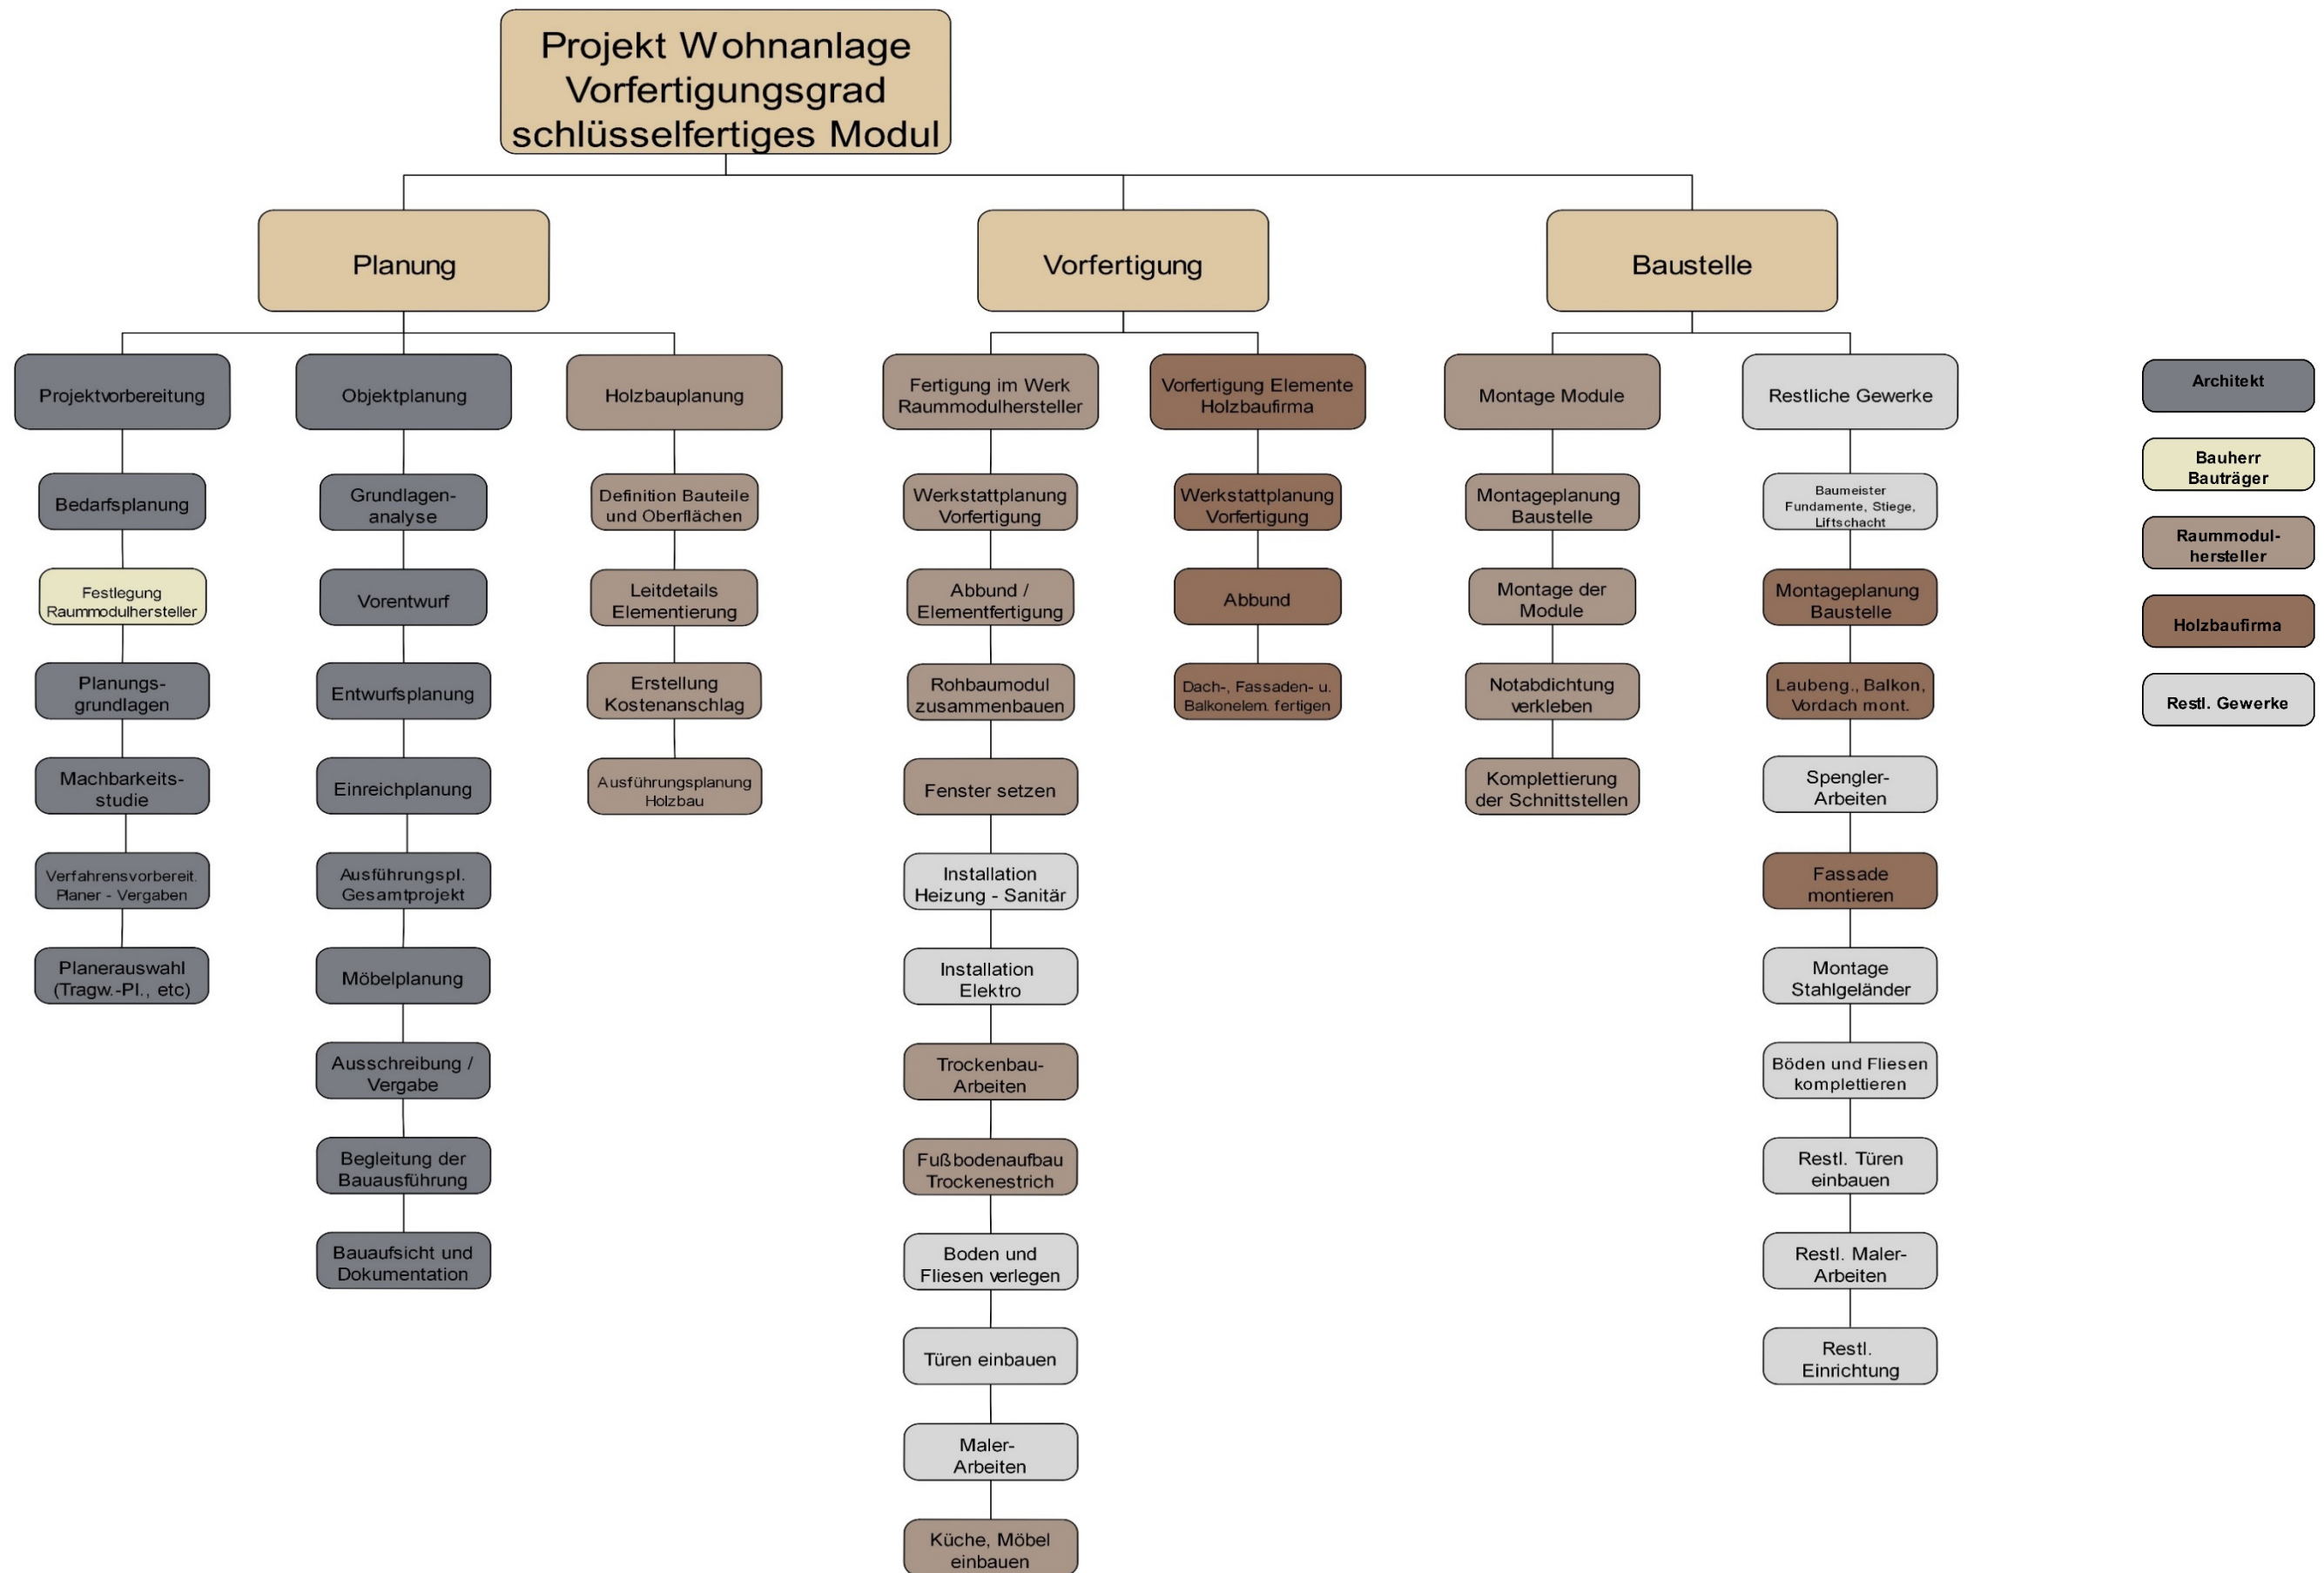 Projekt Wohnanlage
Vorfertigungsgrad
schlüsselfertiges Modul
Planung
Vorfertigung
Baustelle
Projektvorbereitung
Objektplanung
Holzbauplanung
Fertigung im Werk
Raummodulhersteller
Vorfertigung Elemente
Holzbaufirma
Montage Module
Restliche Gewerke
Bedarfsplanung
Festlegung
Raummodulhersteller
Planungs-
grundlagen
Machbarkeits-
studie
Verfahrensvorbereit.
Planer - Vergaben
Planerauswahl
(Tragw.-Pl., etc)
Grundlagen-
analyse
Vorentwurf
Entwurfsplanung
Einreichplanung
Ausführungspl.
Gesamtprojekt
Möbelplanung
Ausschreibung /
Vergabe
Begleitung der
Bauausführung
Bauaufsicht und
Dokumentation
Definition Bauteile
und Oberflächen
Leitdetails
Elementierung
Erstellung
Kostenanschlag
Ausführungsplanung
Holzbau
Werkstattplanung
Vorfertigung
Abbund /
Elementfertigung
Rohbaumodul
zusammenbauen
Fenster setzen
Installation
Heizung - Sanitär
Installation
Elektro
Trockenbau-
Arbeiten
Fußbodenaufbau
Trockenestrich
Boden und
Fliesen verlegen
Türen einbauen
Maler-
Arbeiten
Küche, Möbel
einbauen
Werkstattplanung
Vorfertigung
Abbund
Dach-, Fassaden- u.
Balkonelem. fertigen
Montageplanung
Baustelle
Montage der
Module
Notabdichtung
verkleben
Komplettierung
der Schnittstellen
Baumeister
Fundamente, Stiege,
Liftschacht
Montageplanung
Baustelle
Laubeng., Balkon,
Vordach mont.
Spengler-
Arbeiten
Fassade
montieren
Montage
Stahlgeländer
Böden und Fliesen
komplettieren
Restl. Türen
einbauen
Restl. Maler-
Arbeiten
Restl.
Einrichtung
Architekt
Bauherr
Bauträger
Raummodul-
hersteller
Holzbaufirma
Restl. Gewerke